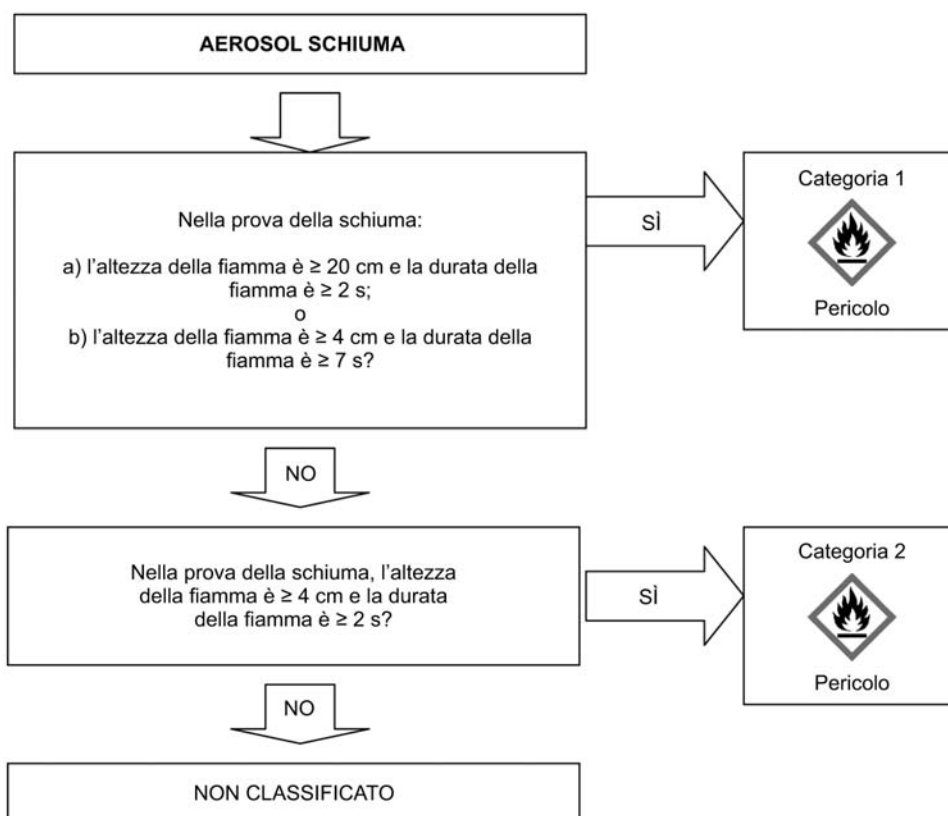 AEROSOL SCHIUMA
Nella prova della schiuma:
a) l'altezza della fiamma è ≥ 20 cm e la durata della
fiamma è ≥ 2 s;
o
b) l'altezza della fiamma è ≥ 4 cm e la durata della
fiamma è ≥ 7 s?
SÌ
Categoria 1
Pericolo
NO
Nella prova della schiuma, l'altezza
della fiamma è ≥ 4 cm e la durata
della fiamma è ≥ 2 s?
SÌ
Categoria 2
Pericolo
NO
NON CLASSIFICATO